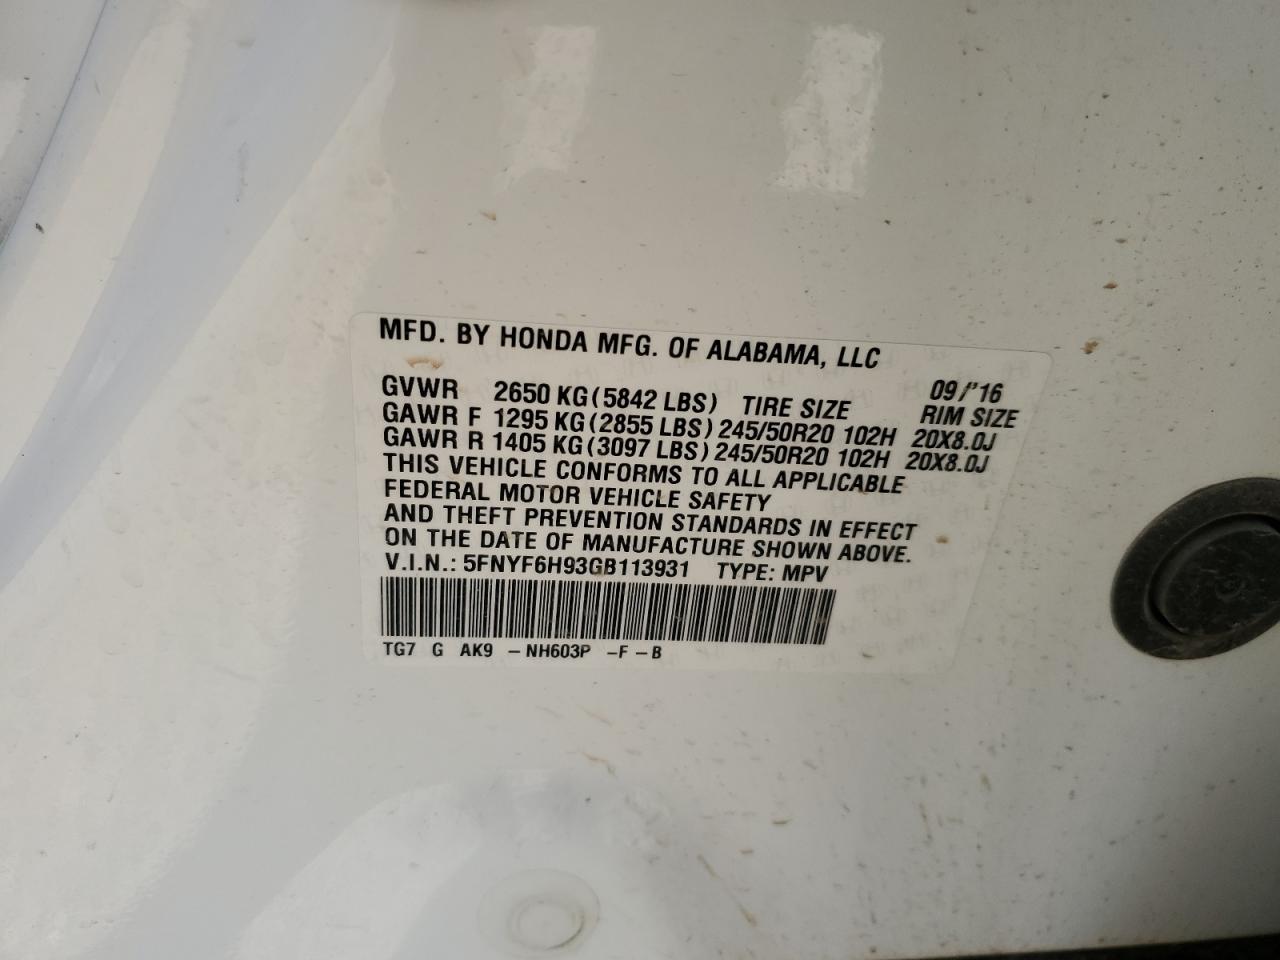 MFD. BY HONDA MFG. OF ALABAMA, LLC
09/'16
GVWR 2650 KG(5842 LBS) TIRE SIZE RIM SIZE
GAWR F 1295 KG(2855 LBS) 245/50R20 102H 20X8.0J
GAWR R 1405 KG(3097 LBS) 245/50R20 102H 20X8.0J
THIS VEHICLE CONFORMS TO ALL APPLICABLE
FEDERAL MOTOR VEHICLE SAFETY
AND THEFT PREVENTION STANDARDS IN EFFECT
ON THE DATE OF MANUFACTURE SHOWN ABOVE.
V.I.N.: 5FNYF6H93GB113931 TYPE: MPV
TG7 G AK9 -NH603P -F-B